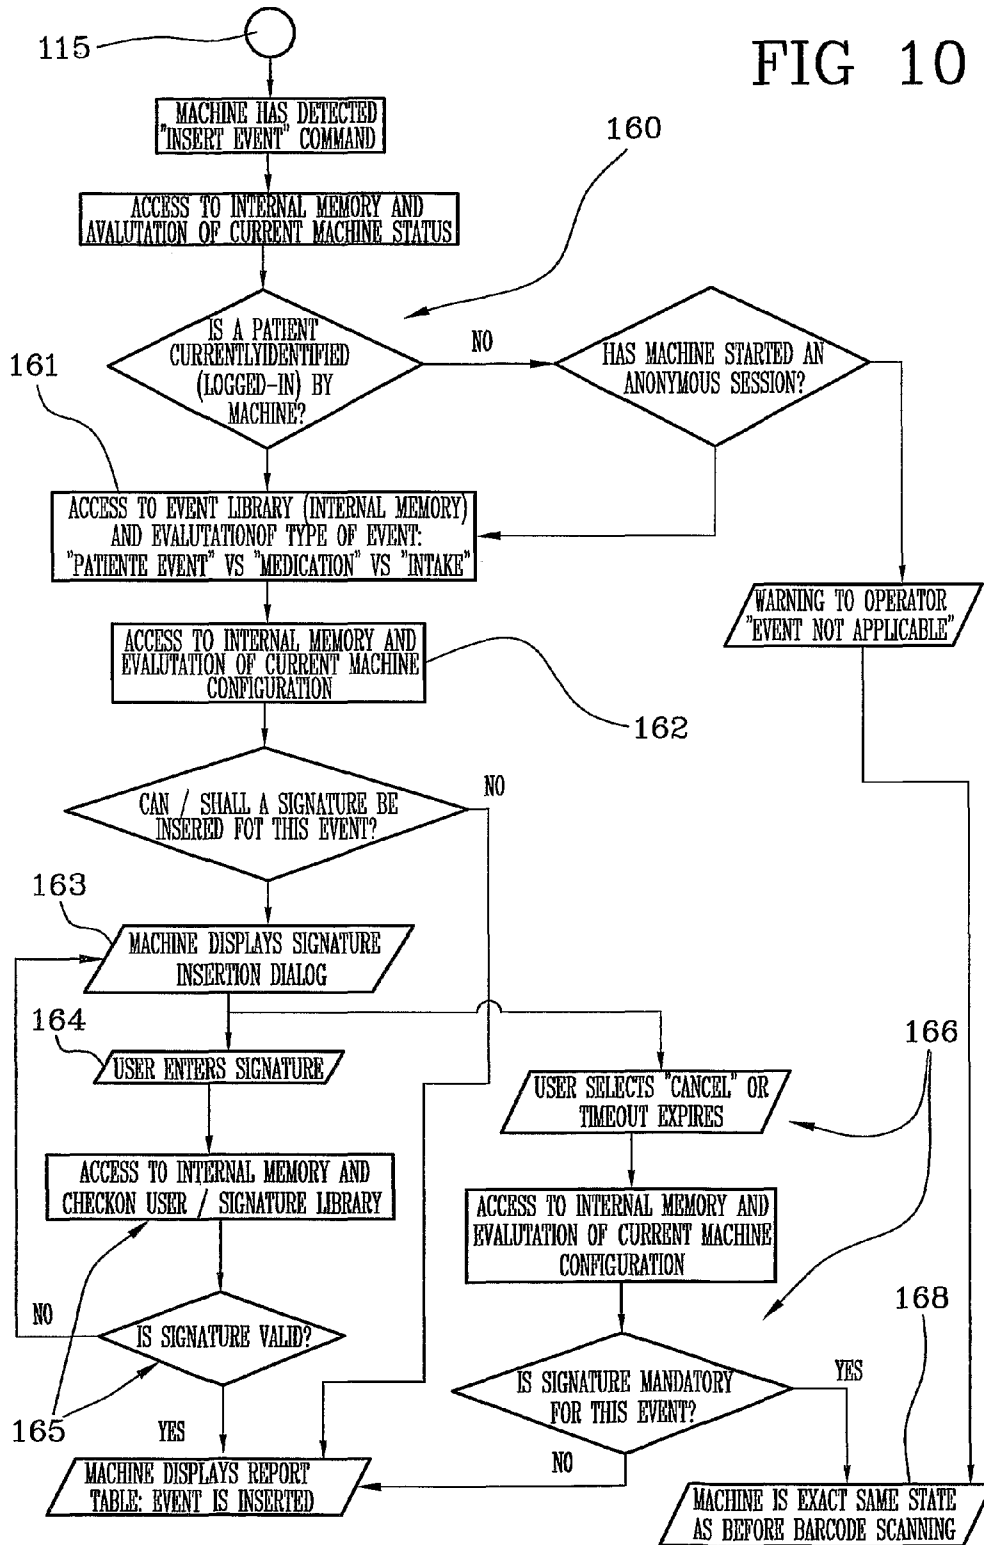 115
FIG 10
MACHINE HAS DETECTED
"INSERT EVENT" COMMAND
160
ACCESS TO INTERNAL MEMORY AND
AVALUTATION OF CURRENT MACHINE STATUS
IS A PATIENT
CURRENTLYIDENTIFIED
(LOGGED-IN) BY
MACHINE?
NO
HAS MACHINE STARTED AN
ANONYMOUS SESSION?
161
ACCESS TO EVENT LIBRARY (INTERNAL MEMORY)
AND EVALUTATIONOF TYPE OF EVENT:
"PATIENTE EVENT" VS "MEDICATION" VS "INTAKE"
WARNING TO OPERATOR
"EVENT NOT APPLICABLE"
ACCESS TO INTERNAL MEMORY AND
EVALUTATION OF CURRENT MACHINE
CONFIGURATION
162
CAN / SHALL A SIGNATURE BE
INSERED FOT THIS EVENT?
NO
163
MACHINE DISPLAYS SIGNATURE
INSERTION DIALOG
164
USER ENTERS SIGNATURE
166
USER SELECTS "CANCEL" OR
TIMEOUT EXPIRES
ACCESS TO INTERNAL MEMORY AND
CHECKON USER / SIGNATURE LIBRARY
ACCESS TO INTERNAL MEMORY AND
EVALUTATION OF CURRENT MACHINE
CONFIGURATION
168
NO
IS SIGNATURE VALID?
165
YES
IS SIGNATURE MANDATORY
FOR THIS EVENT?
YES
NO
MACHINE DISPLAYS REPORT
TABLE: EVENT IS INSERTED
MACHINE IS EXACT SAME STATE
AS BEFORE BARCODE SCANNING